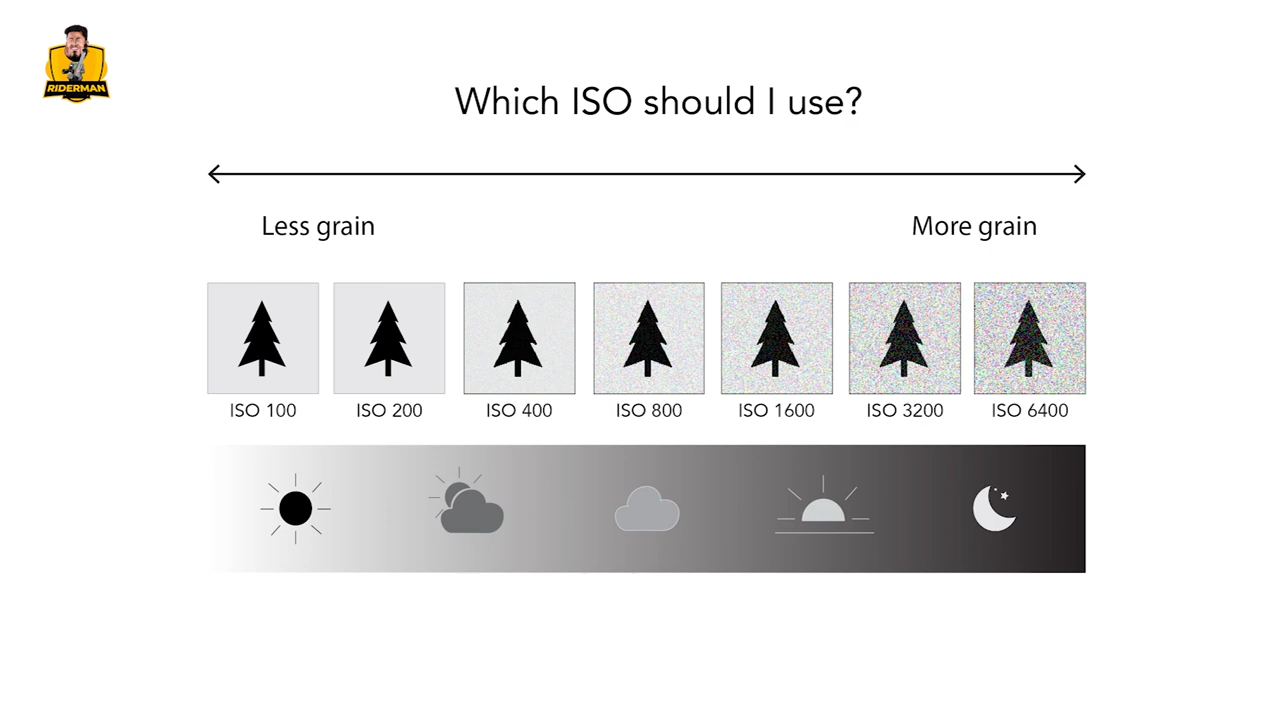 RIDERMAN
Which ISO should I use?
Less grain
More grain
ISO 100
ISO 200
ISO 400
ISO 800
ISO 1600
ISO 3200
ISO 6400